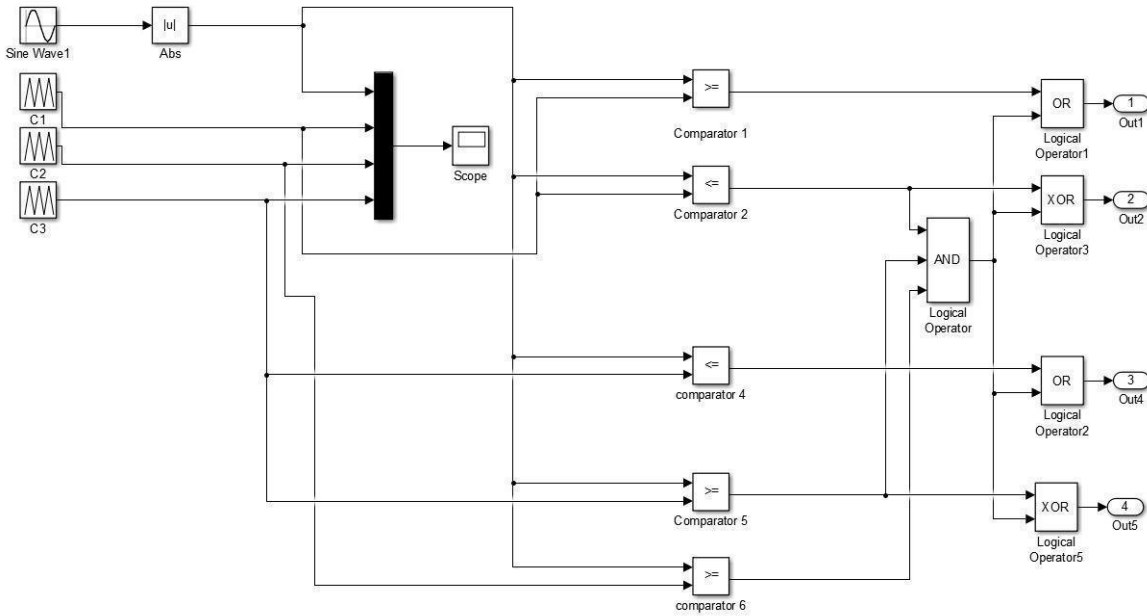 |u|
Sine Wave1
Abs
C1
C2
C3
Scope
>=
Comparator 1
<=
Comparator 2
<=
comparator 4
>=
Comparator 5
>=
comparator 6
AND
Logical
Operator
OR
Logical
Operator1
1
Out1
XOR
Logical
Operator3
2
Out2
OR
Logical
Operator2
3
Out4
XOR
Logical
Operator5
4
Out5